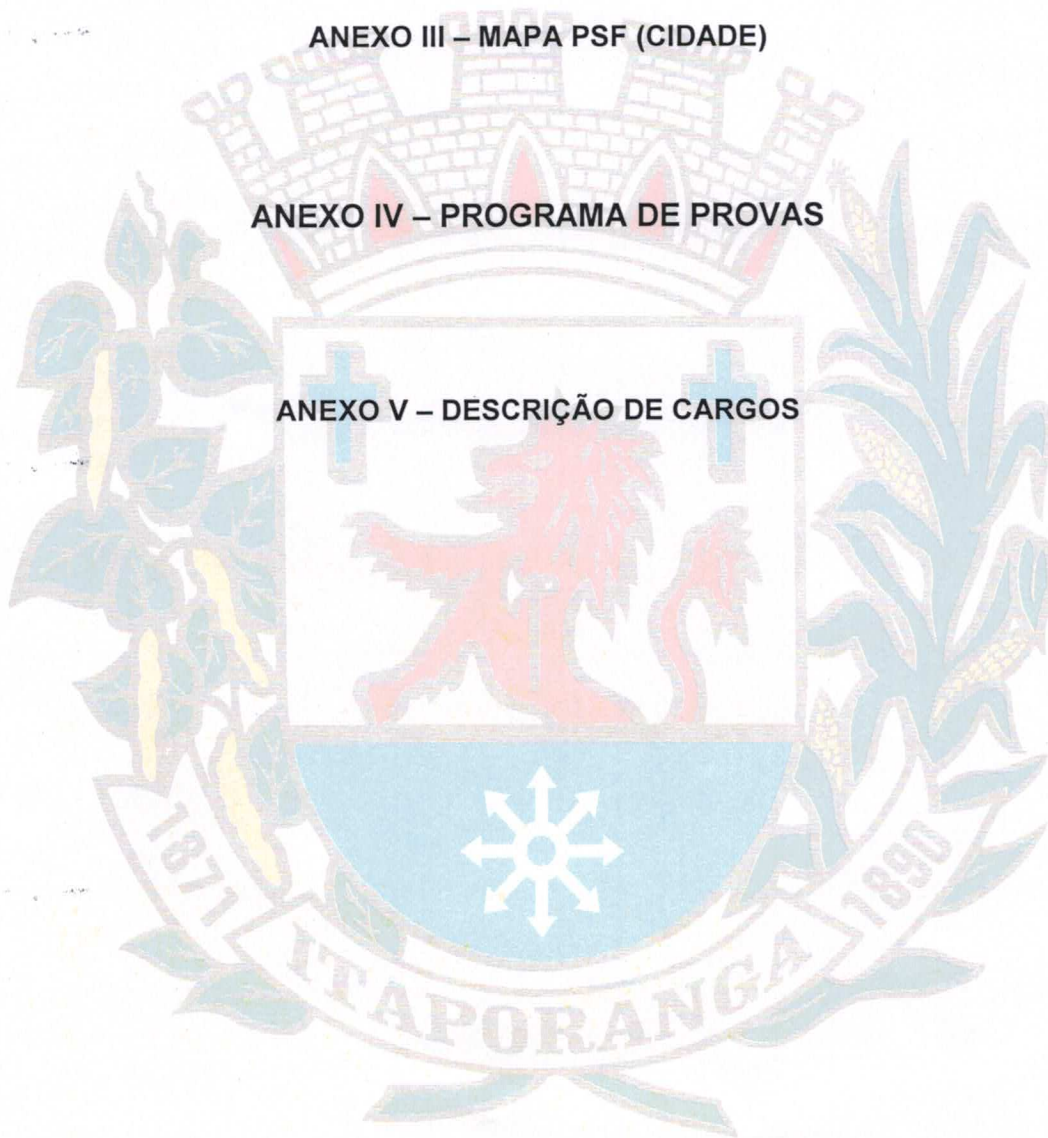 ANEXO III – MAPA PSF (CIDADE)
ANEXO IV – PROGRAMA DE PROVAS
ANEXO V – DESCRIÇÃO DE CARGOS
1871
ITAPORANGA
1890